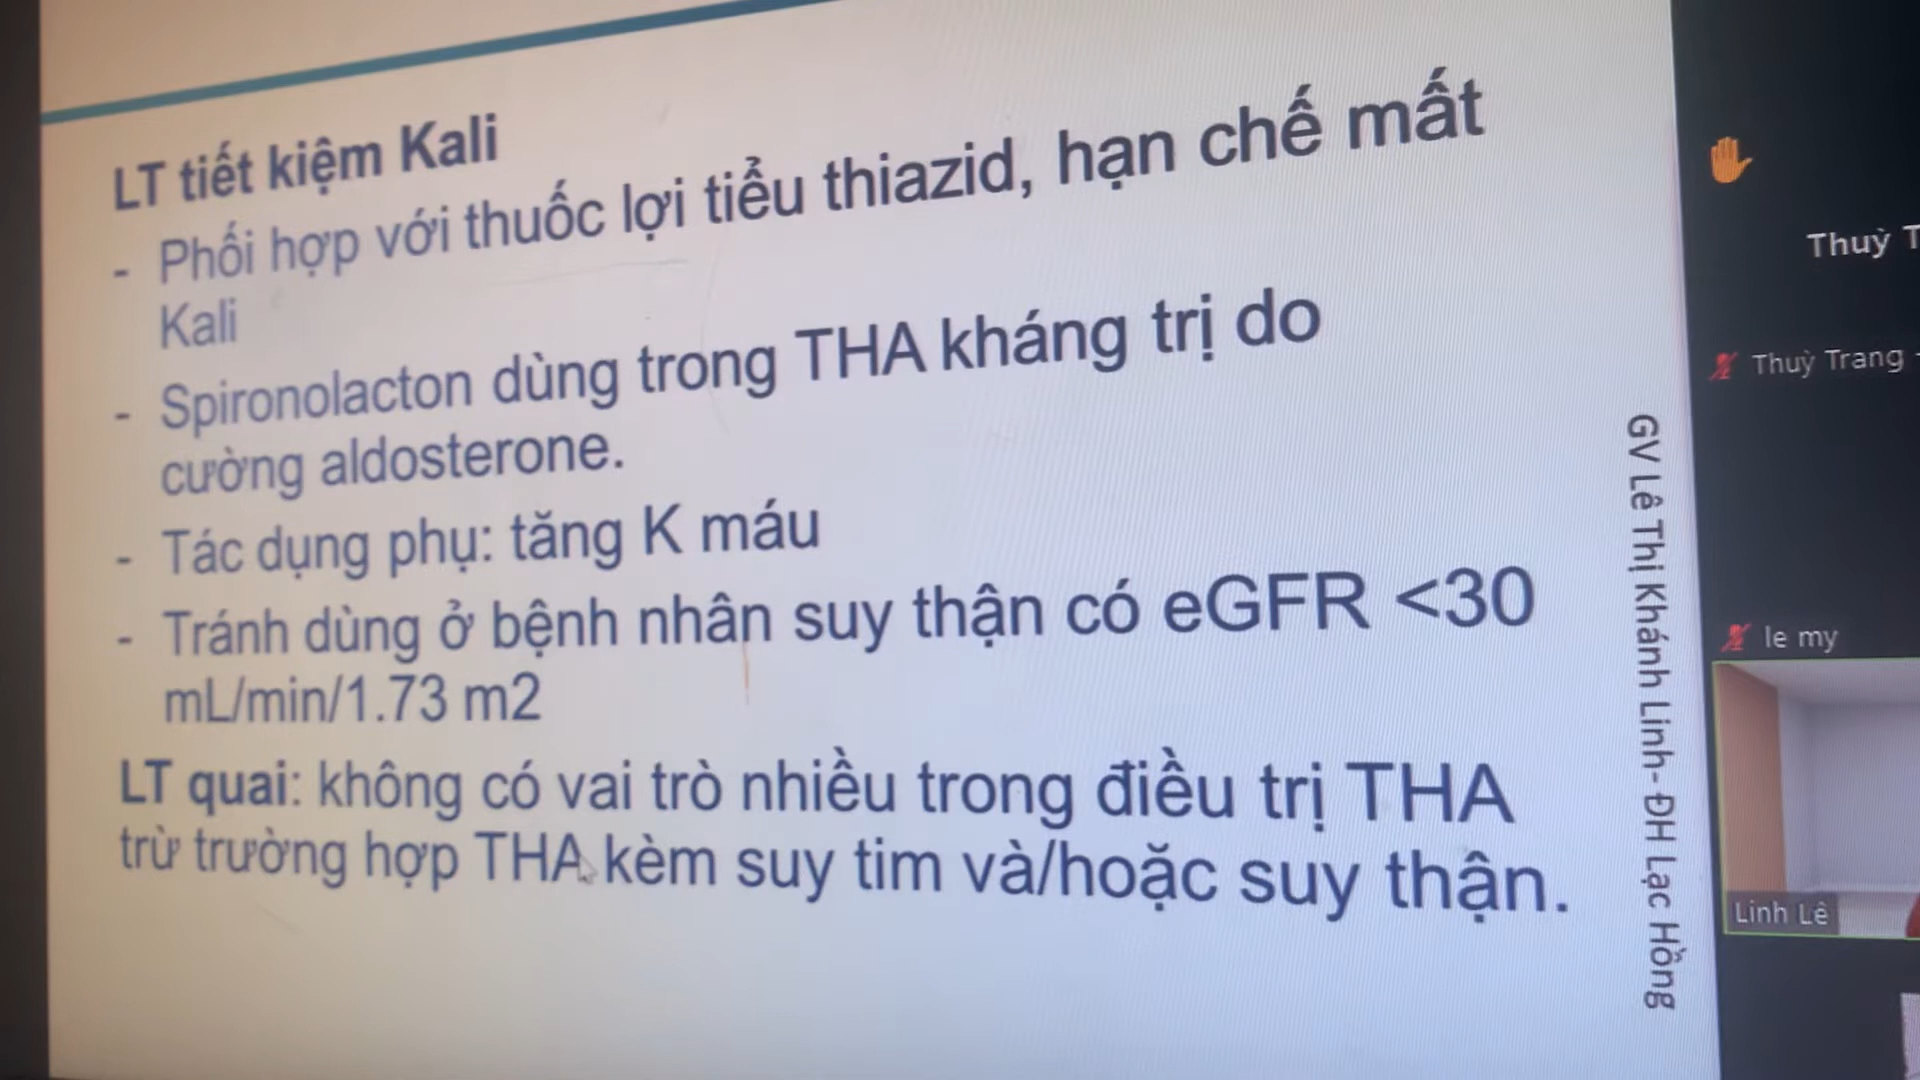 LT tiết kiệm Kali
- Phối hợp với thuốc lợi tiểu thiazid, hạn chế mất
Kali
- Spironolacton dùng trong THA kháng trị do
cường aldosterone.
- Tác dụng phụ: tăng K máu
- Tránh dùng ở bệnh nhân suy thận có eGFR <30
mL/min/1.73 m2
LT quai: không có vai trò nhiều trong điều trị THA
trừ trường hợp THA kèm suy tim và/hoặc suy thận.
GV Lê Thị Khánh Linh- ĐH Lạc Hồng
Thuỳ T
Thuỳ Trang
le my
Linh Lê